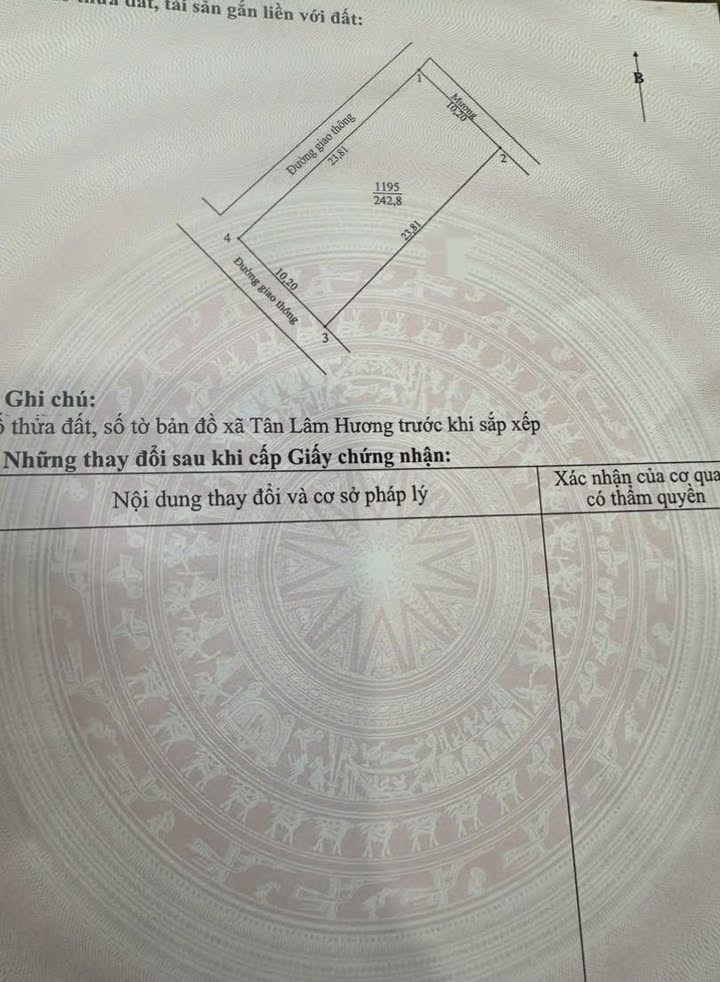 thửa đất, tài sản gắn liền với đất:
B
1
Mương
10,20
2
Đường giao thông
23,81
1195
242,8
23,81
4
10,20
Đường giao thông
3
Ghi chú:
thửa đất, số tờ bản đồ xã Tân Lâm Hương trước khi sắp xếp
Những thay đổi sau khi cấp Giấy chứng nhận:
Nội dung thay đổi và cơ sở pháp lý
Xác nhận của cơ qua
có thẩm quyền